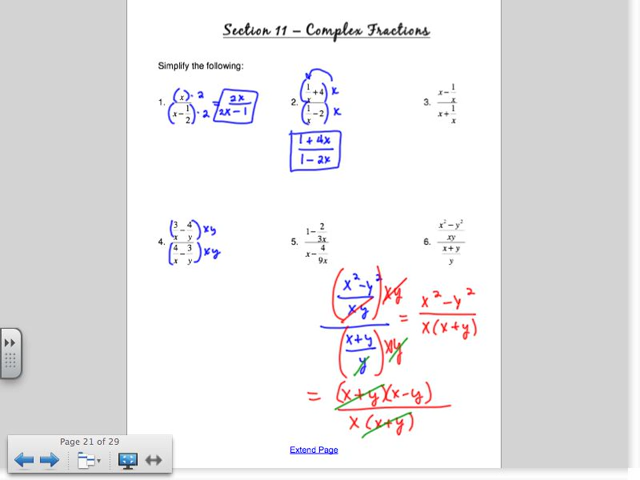 Section 11 – Complex Fractions
Simplify the following:
1. (x)·2 / (x − 1/2)·2 = 2x / 2x − 1
2. (1/x + 4)x / (1/x − 2)x
1 + 4x / 1 − 2x
3. x − 1/x / x + 1/x
4. (3/x − 4/y)xy / (4/x − 3/y)xy
5. 1 − 2/3x / x − 4/9x
6. x² − y² / xy / x + y / y
(x² − y² / xy)xy / (x + y / y)xy = x² − y² / x(x + y)
= (x + y)(x − y) / x(x + y)
Page 21 of 29
Extend Page